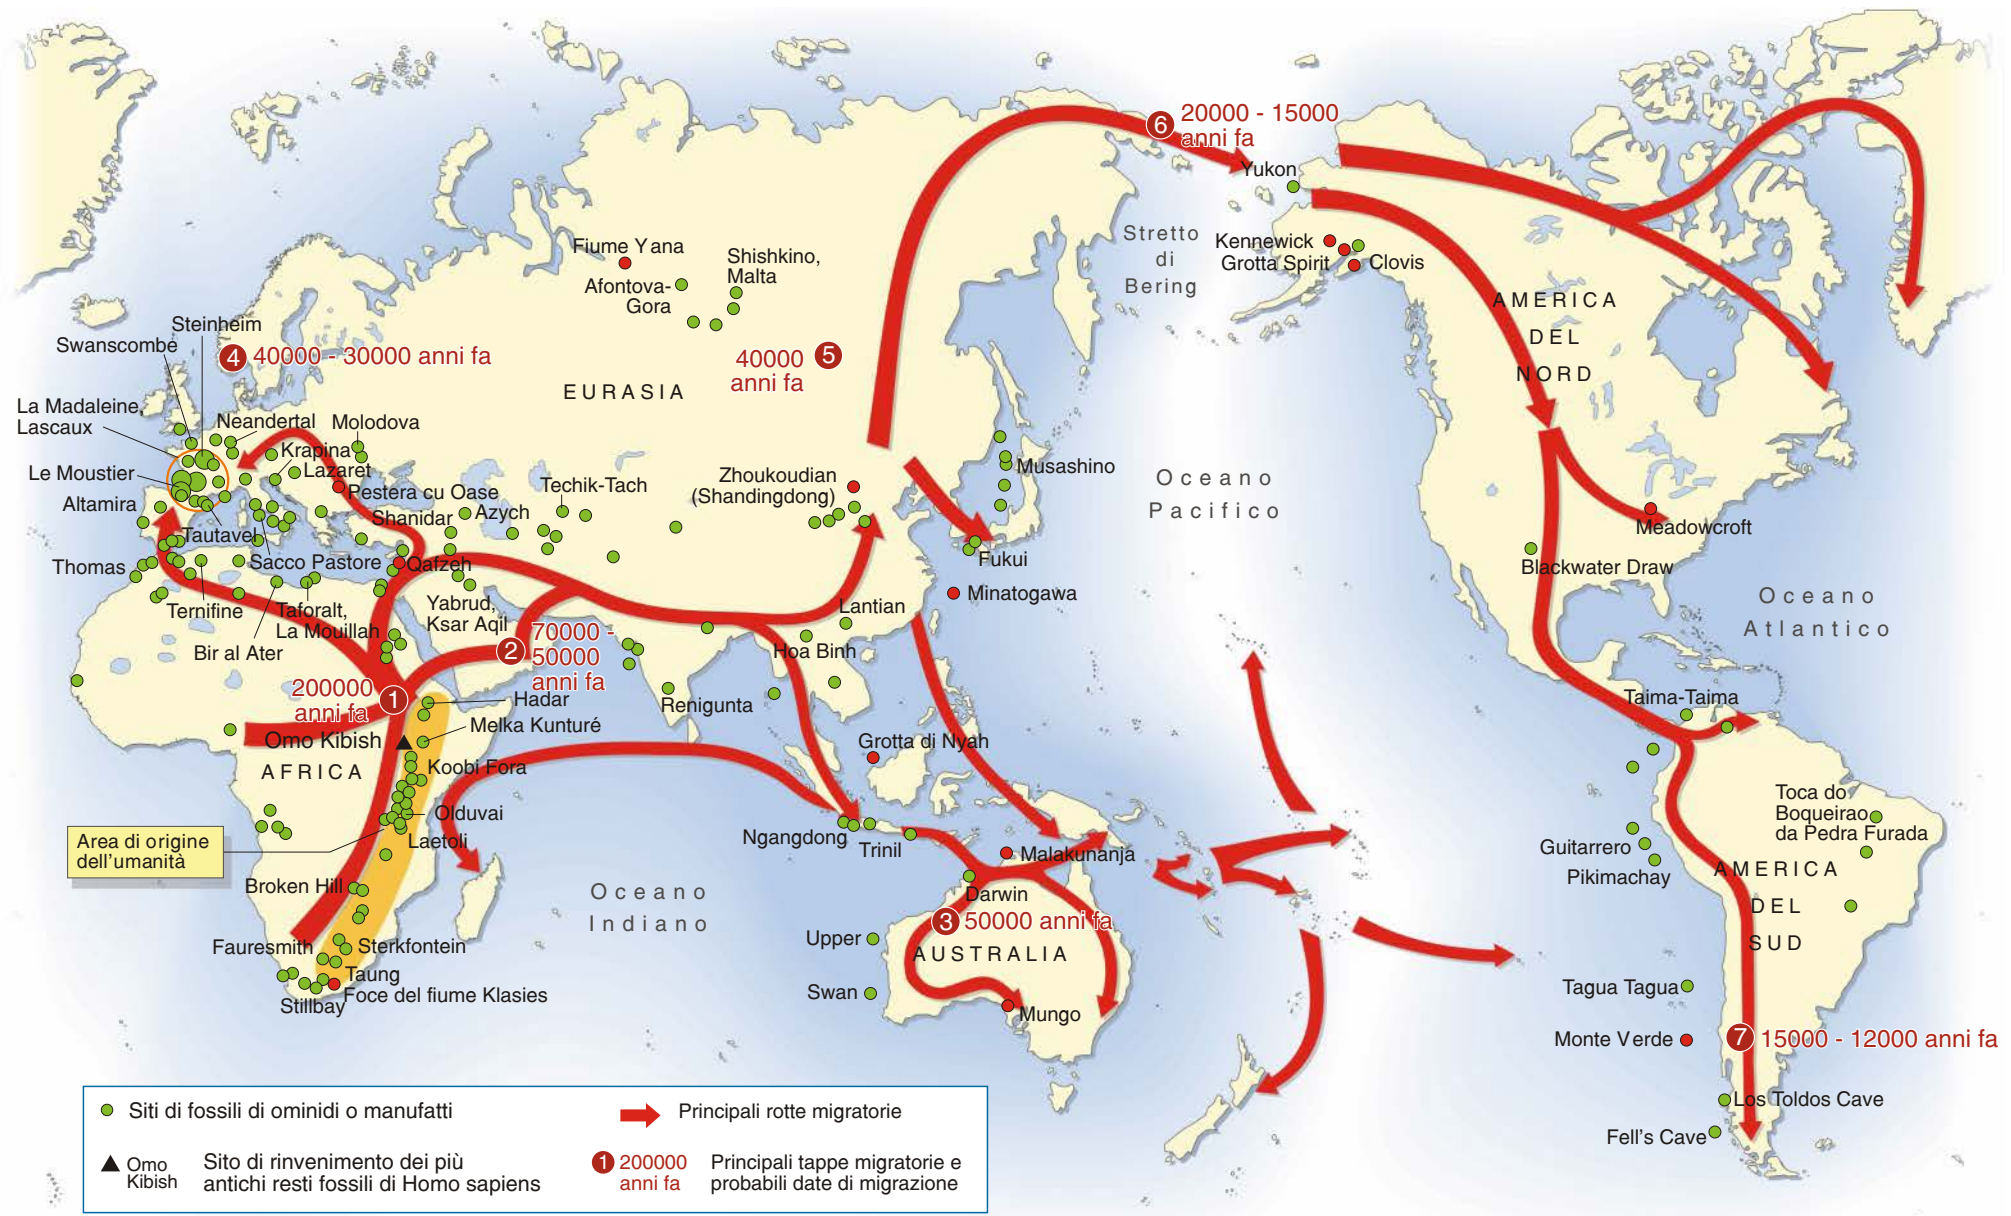 20000 - 15000
anni fa
6
Yukon
Stretto
di
Bering
Kennewick
Grotta Spirit
Clovis
Fiume Yana
Shishkino,
Malta
Afontova-
Gora
AMERICA
DEL
NORD
Steinheim
Swanscombe
4
40000 - 30000 anni fa
40000
anni fa
5
EURASIA
La Madaleine,
Lascaux
Neandertal
Molodova
Krapina
Lazaret
Le Moustier
Altamira
Pestera cu Oase
Techik-Tach
Zhoukoudian
(Shandingdong)
Musashino
Oceano
Pacifico
Shanidar
Azych
Tautavel
Meadowcroft
Thomas
Sacco Pastore
Qafzeh
Fukui
Blackwater Draw
Minatogawa
Oceano
Atlantico
Ternifine
Taforalt,
La Mouillah
Yabrud,
Ksar Aqil
Lantian
Bir al Ater
2
70000 -
50000
anni fa
Hoa Binh
200000
anni fa
1
Hadar
Renigunta
Taima-Taima
Melka Kunturé
Omo Kibish
Grotta di Nyah
AFRICA
Koobi Fora
Toca do
Boqueirao
da Pedra Furada
Olduvai
Area di origine
dell'umanità
Laetoli
Ngangdong
Trinil
Malakunanja
Guitarrero
Pikimachay
AMERICA
DEL
SUD
Broken Hill
Oceano
Indiano
Darwin
3
50000 anni fa
Fauresmith
Sterkfontein
Upper
AUSTRALIA
Taung
Foce del fiume Klasies
Stillbay
Swan
Mungo
Tagua Tagua
Monte Verde
7
15000 - 12000 anni fa
Los Toldos Cave
Fell's Cave
Siti di fossili di ominidi o manufatti
Principali rotte migratorie
Omo
Kibish
Sito di rinvenimento dei più
antichi resti fossili di Homo sapiens
1
200000
anni fa
Principali tappe migratorie e
probabili date di migrazione